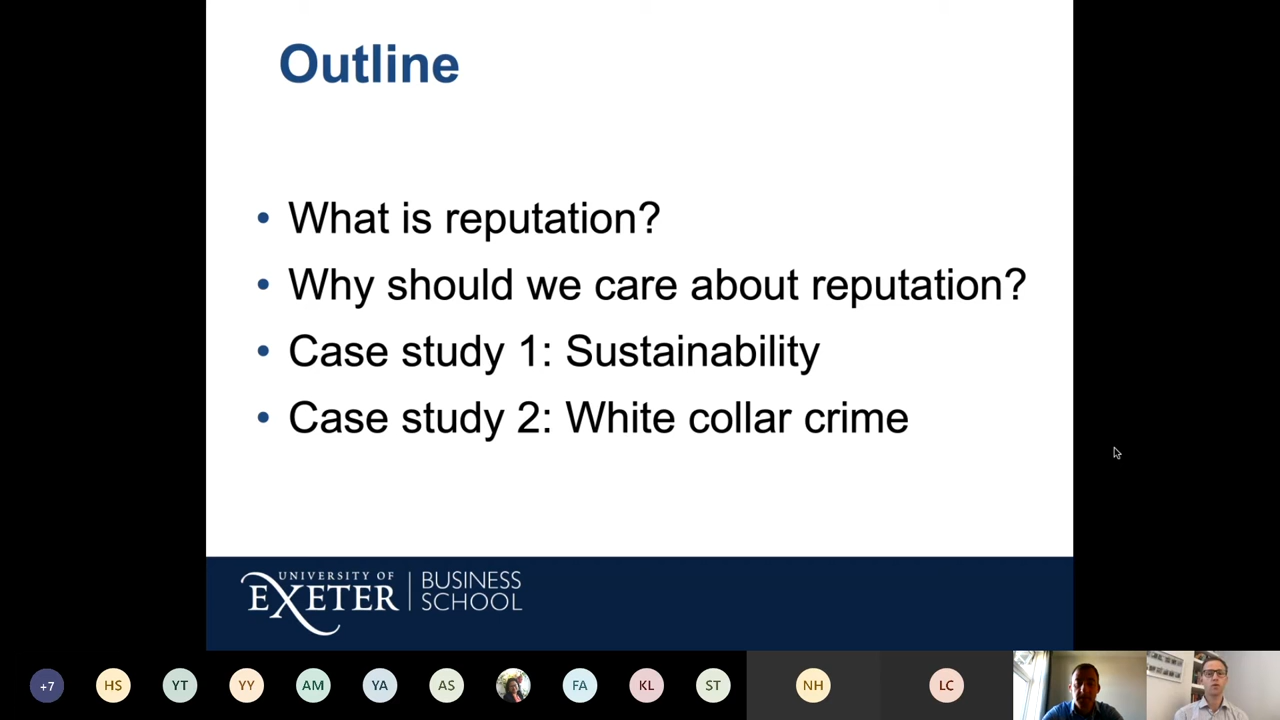 Outline
• What is reputation?
• Why should we care about reputation?
• Case study 1: Sustainability
• Case study 2: White collar crime
UNIVERSITY OF
EXETER
BUSINESS
SCHOOL
+7
HS
YT
YY
AM
YA
AS
FA
KL
ST
NH
LC